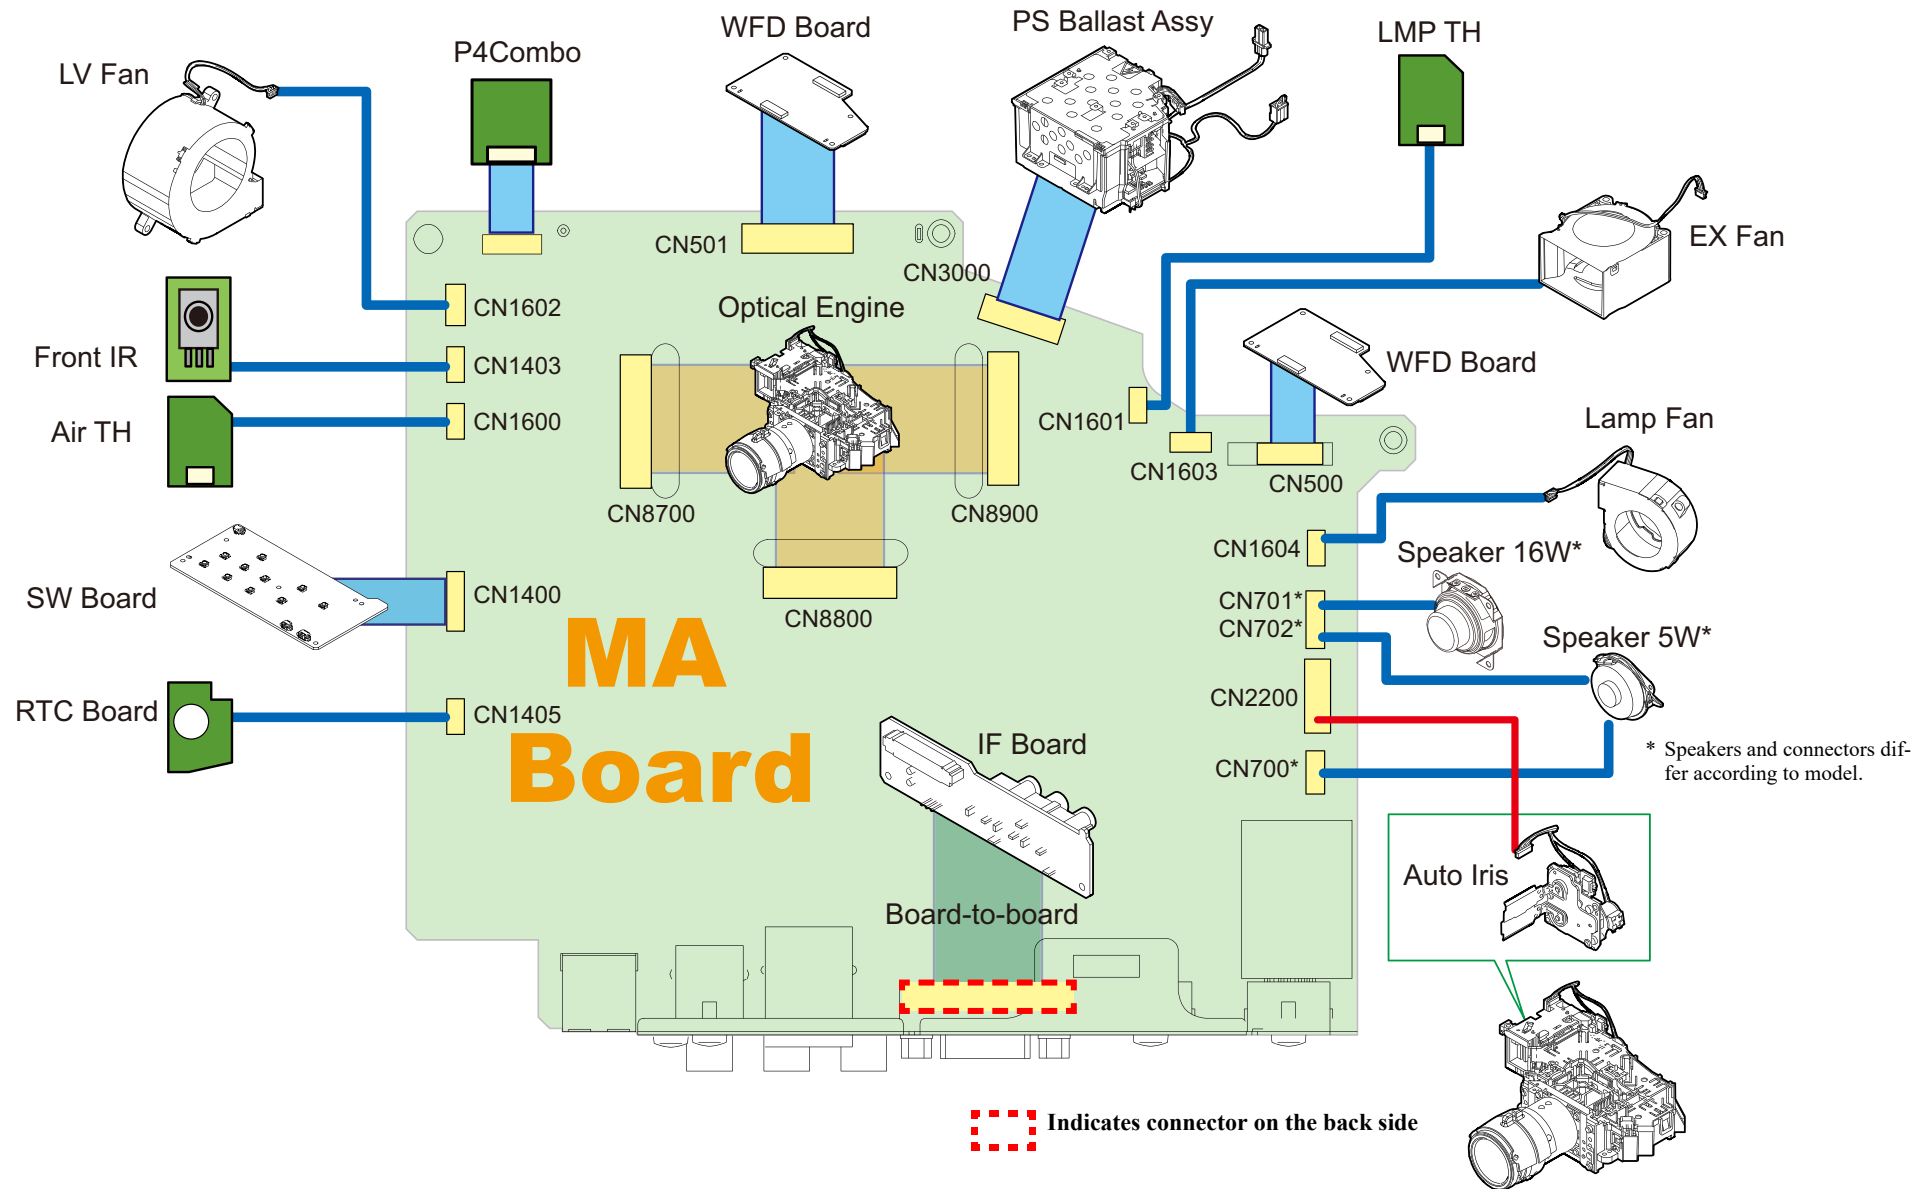 PS Ballast Assy
WFD Board
LMP TH
P4Combo
LV Fan
EX Fan
CN501
CN3000
CN1602
Optical Engine
Front IR
CN1403
WFD Board
Air TH
CN1600
CN1601
Lamp Fan
CN1603
CN500
CN8700
CN8900
CN1604
Speaker 16W*
SW Board
CN1400
CN8800
CN701*
CN702*
Speaker 5W*
MA
Board
CN2200
RTC Board
CN1405
IF Board
CN700*
* Speakers and connectors dif-
fer according to model.
Auto Iris
Board-to-board
Indicates connector on the back side